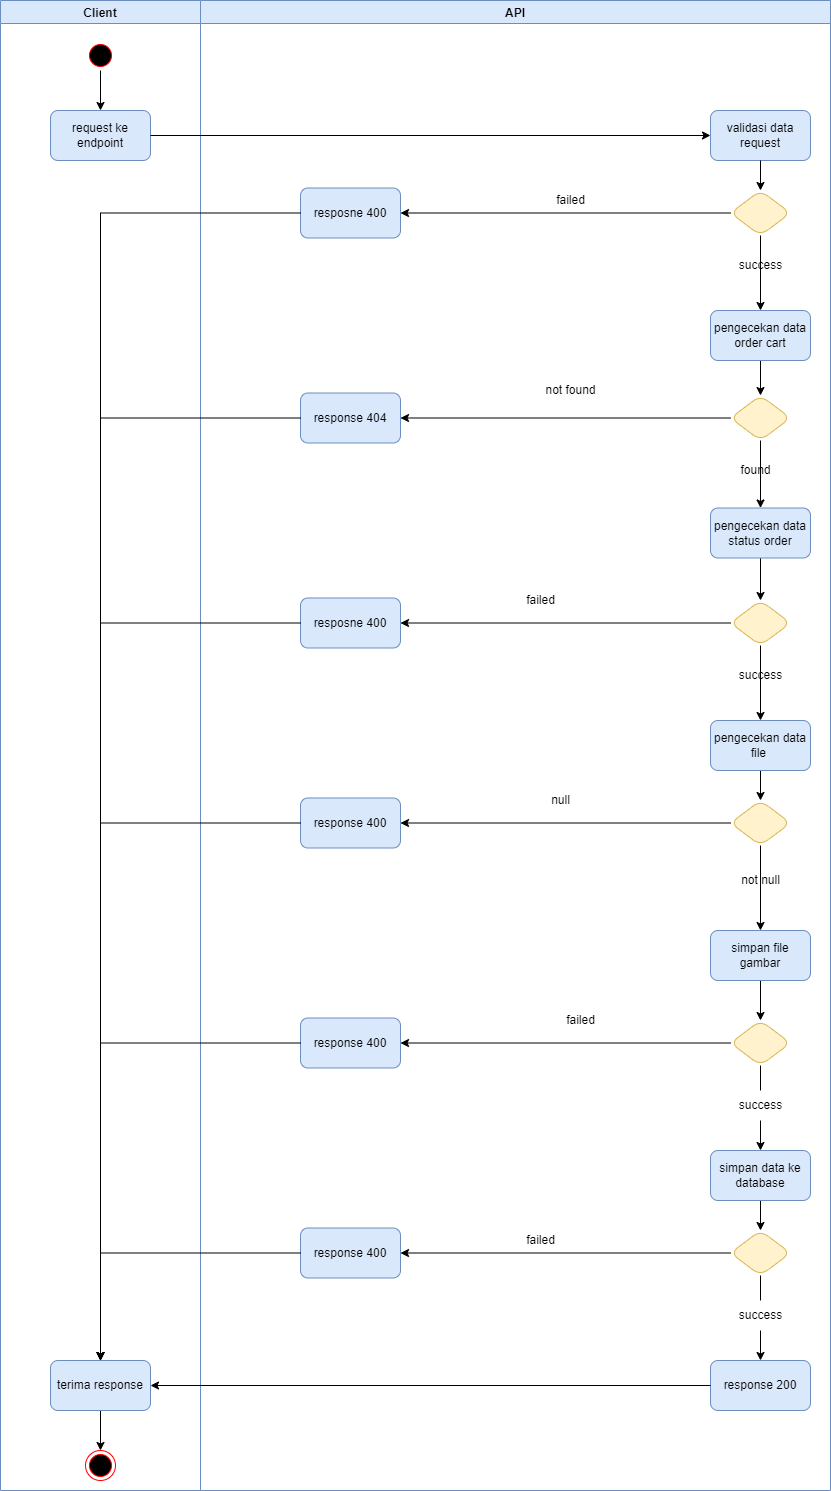 Client
API
request ke
endpoint
validasi data
request
failed
resposne 400
success
pengecekan data
order cart
not found
response 404
found
pengecekan data
status order
failed
resposne 400
success
pengecekan data
file
null
response 400
not null
simpan file
gambar
failed
response 400
success
simpan data ke
database
failed
response 400
success
terima response
response 200